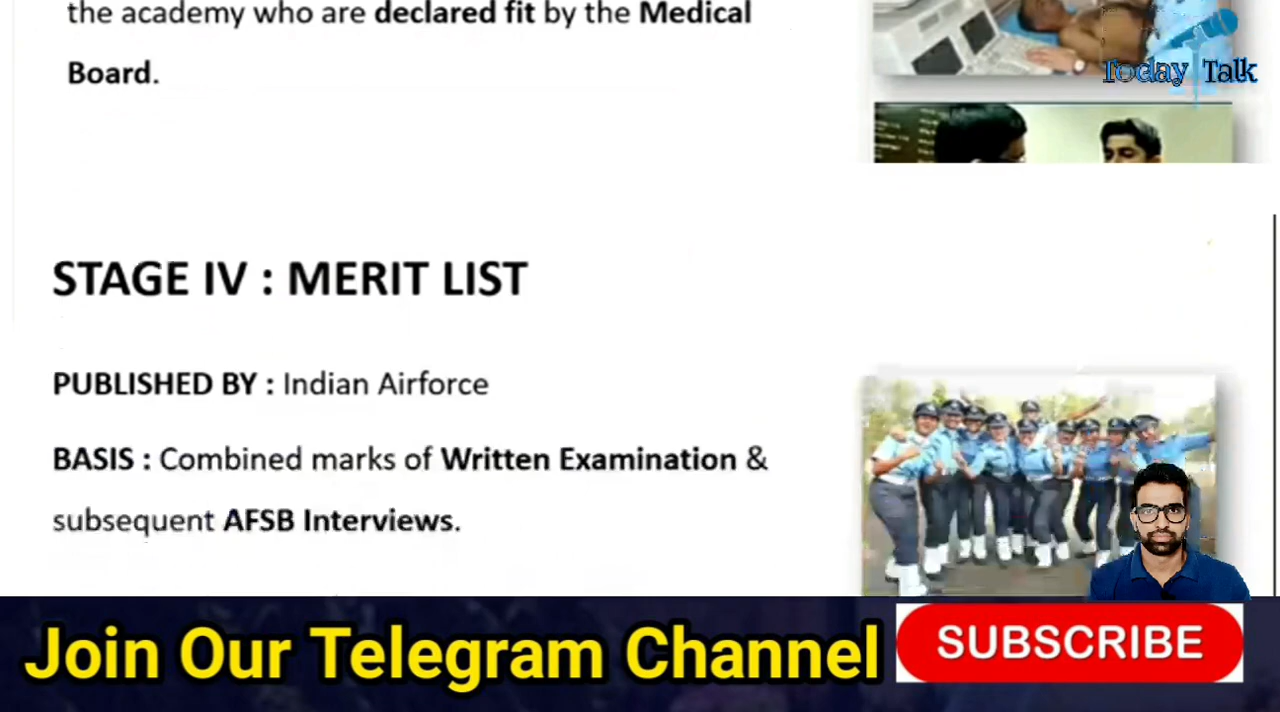 the academy who are declared fit by the Medical
Board.
Today Talk
STAGE IV : MERIT LIST
PUBLISHED BY : Indian Airforce
BASIS : Combined marks of Written Examination &
subsequent AFSB Interviews.
Join Our Telegram Channel
SUBSCRIBE